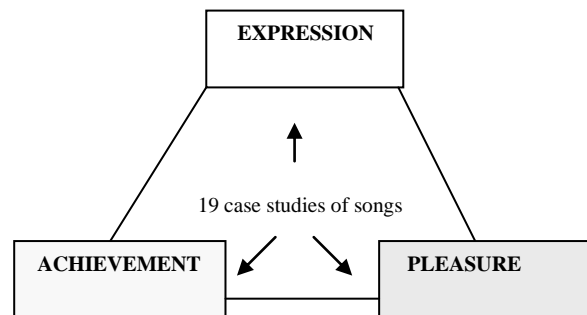 EXPRESSION
19 case studies of songs
ACHIEVEMENT
PLEASURE